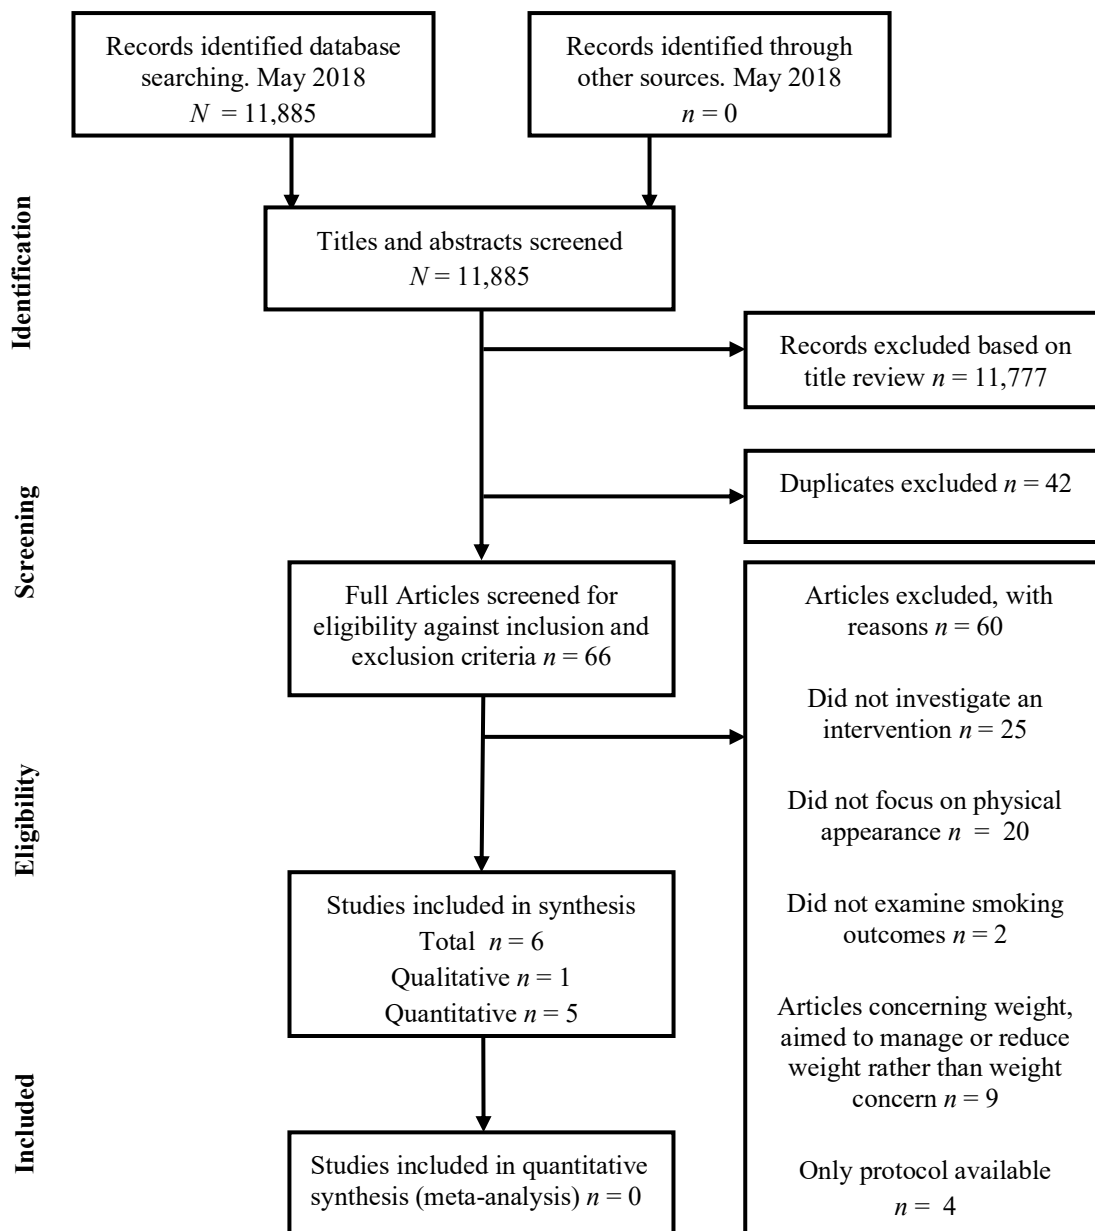 Records identified database
searching. May 2018
N = 11,885
Records identified through
other sources. May 2018
n = 0
Identification
Titles and abstracts screened
N = 11,885
Records excluded based on
title review n = 11,777
Screening
Duplicates excluded n = 42
Full Articles screened for
eligibility against inclusion and
exclusion criteria n = 66
Articles excluded, with
reasons n = 60
Did not investigate an
intervention n = 25
Did not focus on physical
appearance n = 20
Did not examine smoking
outcomes n = 2
Articles concerning weight,
aimed to manage or reduce
weight rather than weight
concern n = 9
Only protocol available
n = 4
Eligibility
Studies included in synthesis
Total n = 6
Qualitative n = 1
Quantitative n = 5
Included
Studies included in quantitative
synthesis (meta-analysis) n = 0